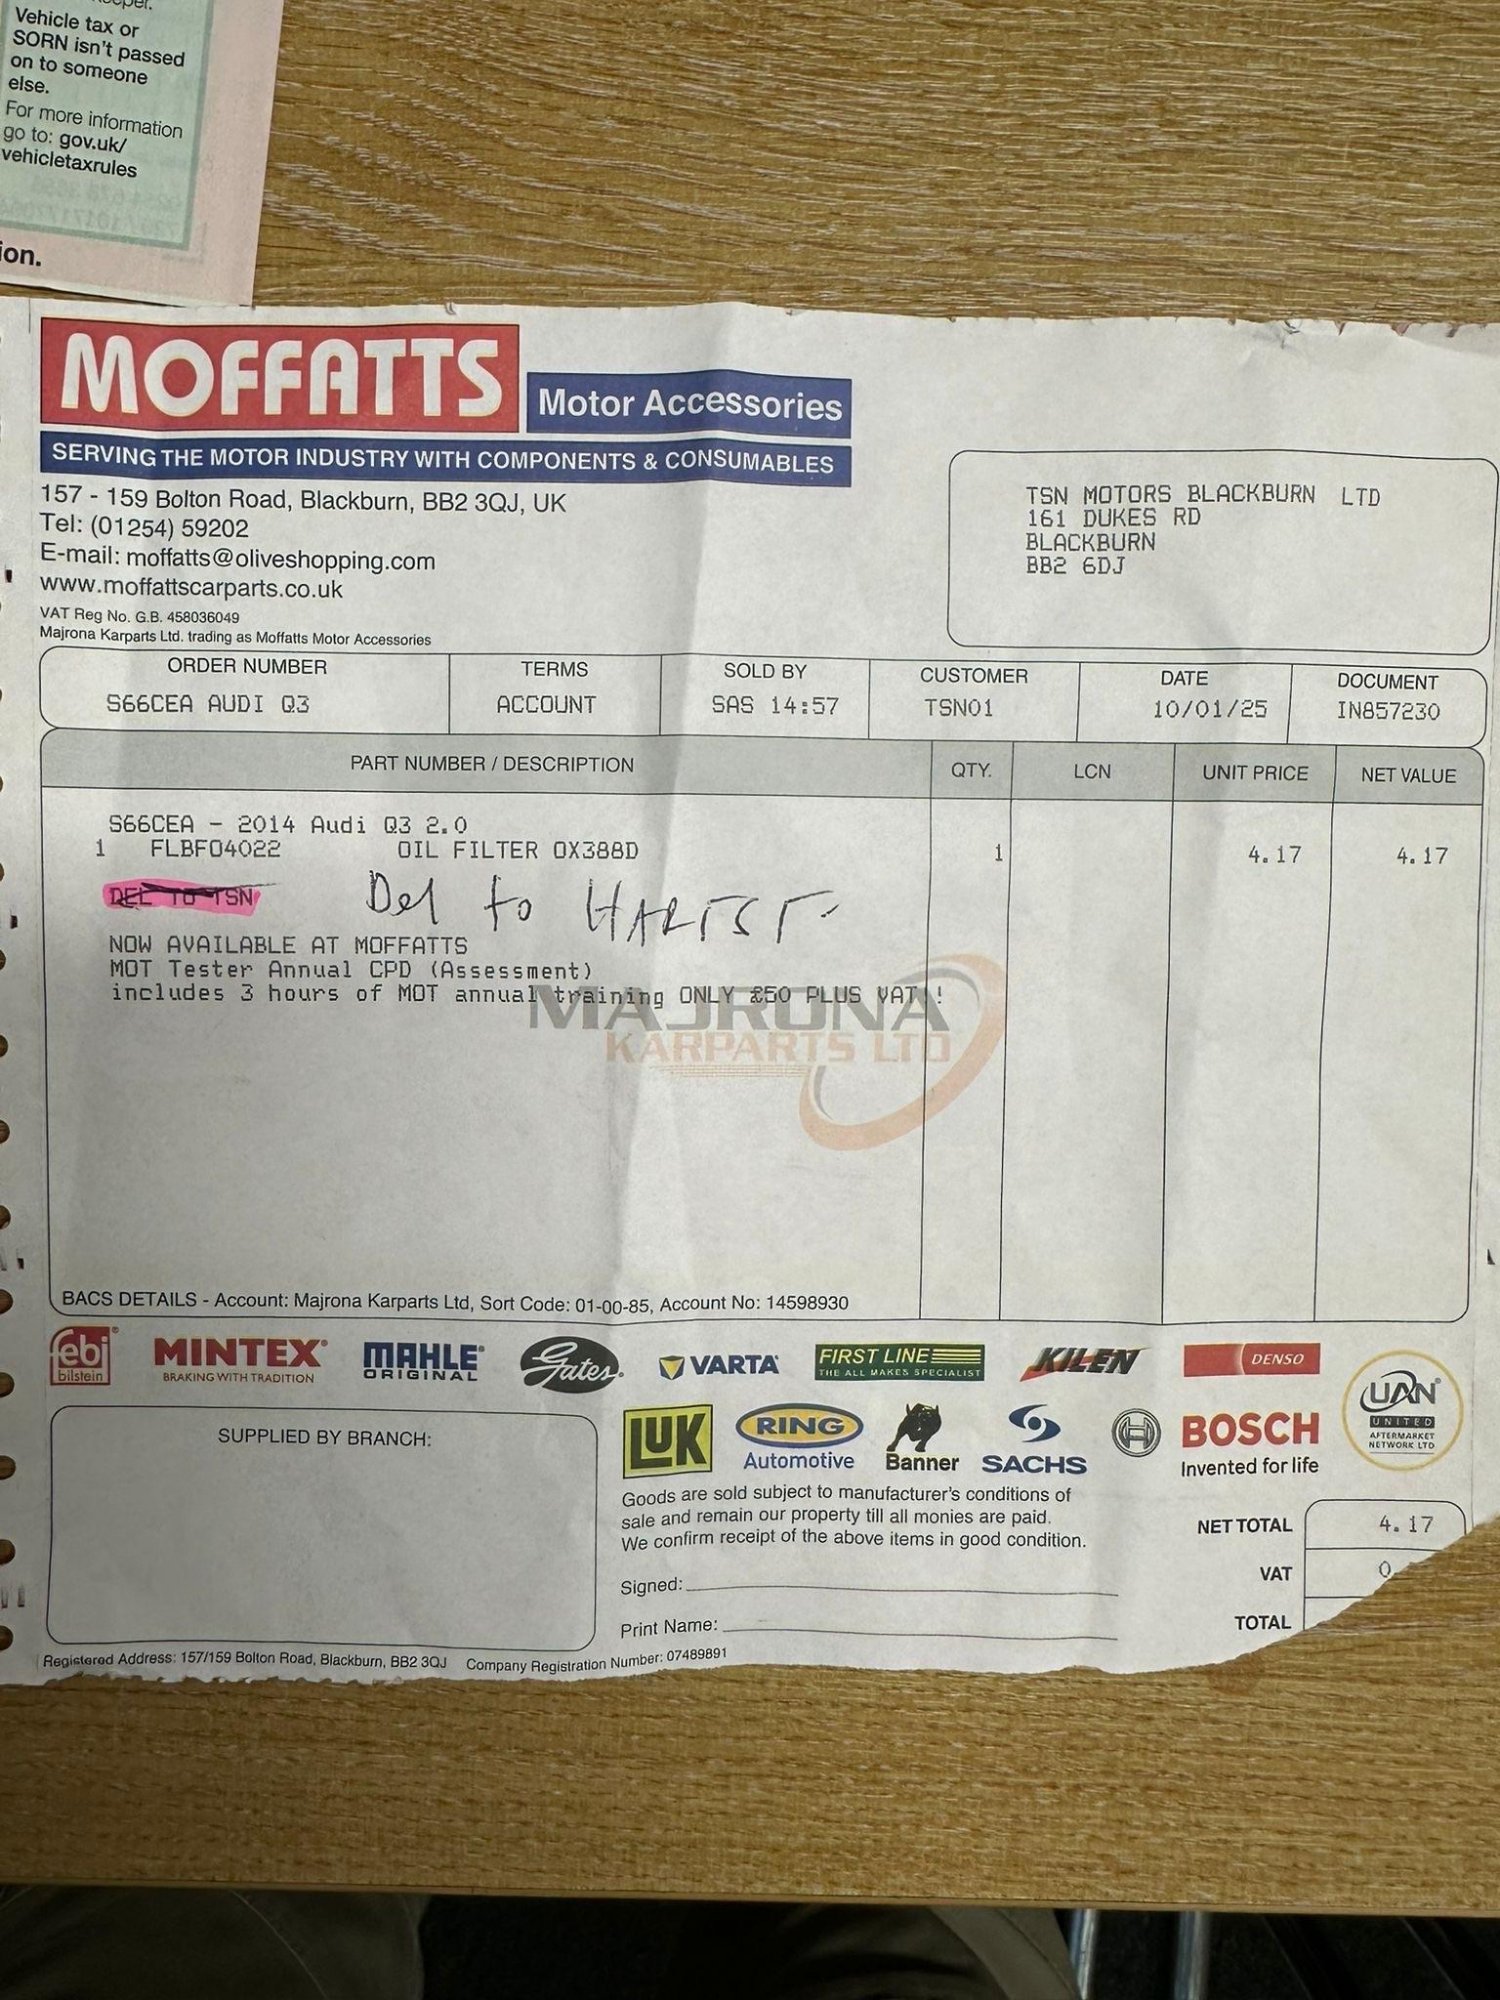 Vehicle tax or
SORN isn't passed
on to someone
else.
For more information
go to: gov.uk/
vehicletaxrules
ion.
MOFFATTS
Motor Accessories
SERVING THE MOTOR INDUSTRY WITH COMPONENTS & CONSUMABLES
157 - 159 Bolton Road, Blackburn, BB2 3QJ, UK
Tel: (01254) 59202
E-mail: moffatts@oliveshopping.com
www.moffattscarparts.co.uk
VAT Reg No. G.B. 458036049
Majrona Karparts Ltd. trading as Moffatts Motor Accessories
TSN MOTORS BLACKBURN LTD
161 DUKES RD
BLACKBURN
BB2 6DJ
ORDER NUMBER TERMS SOLD BY CUSTOMER DATE DOCUMENT
S66CEA AUDI Q3 ACCOUNT SAS 14:57 TSN01 10/01/25 IN857230
PART NUMBER / DESCRIPTION QTY. LCN UNIT PRICE NET VALUE
S66CEA - 2014 Audi Q3 2.0
1 FLBF04022 OIL FILTER OX388D 1 4.17 4.17
DEL TO TSN Del to
NOW AVAILABLE AT MOFFATTS
MOT Tester Annual CPD (Assessment)
includes 3 hours of MOT annual training ONLY £50 PLUS VAT !
MAJRONA
KARPARTS LTD
BACS DETAILS - Account: Majrona Karparts Ltd, Sort Code: 01-00-85, Account No: 14598930
febi
bilstein
MINTEX
BRAKING WITH TRADITION
MAHLE
ORIGINAL
Gates
VARTA
FIRST LINE
THE ALL MAKES SPECIALIST
KILEN
DENSO
UAN
UNITED
AFTERMARKET
NETWORK LTD
LUK
RING
Automotive
Banner
SACHS
BOSCH
Invented for life
SUPPLIED BY BRANCH:
Goods are sold subject to manufacturer's conditions of
sale and remain our property till all monies are paid.
We confirm receipt of the above items in good condition.
Signed:
Print Name:
NET TOTAL 4.17
VAT 0.
TOTAL
Registered Address: 157/159 Bolton Road, Blackburn, BB2 3QJ Company Registration Number: 07489891